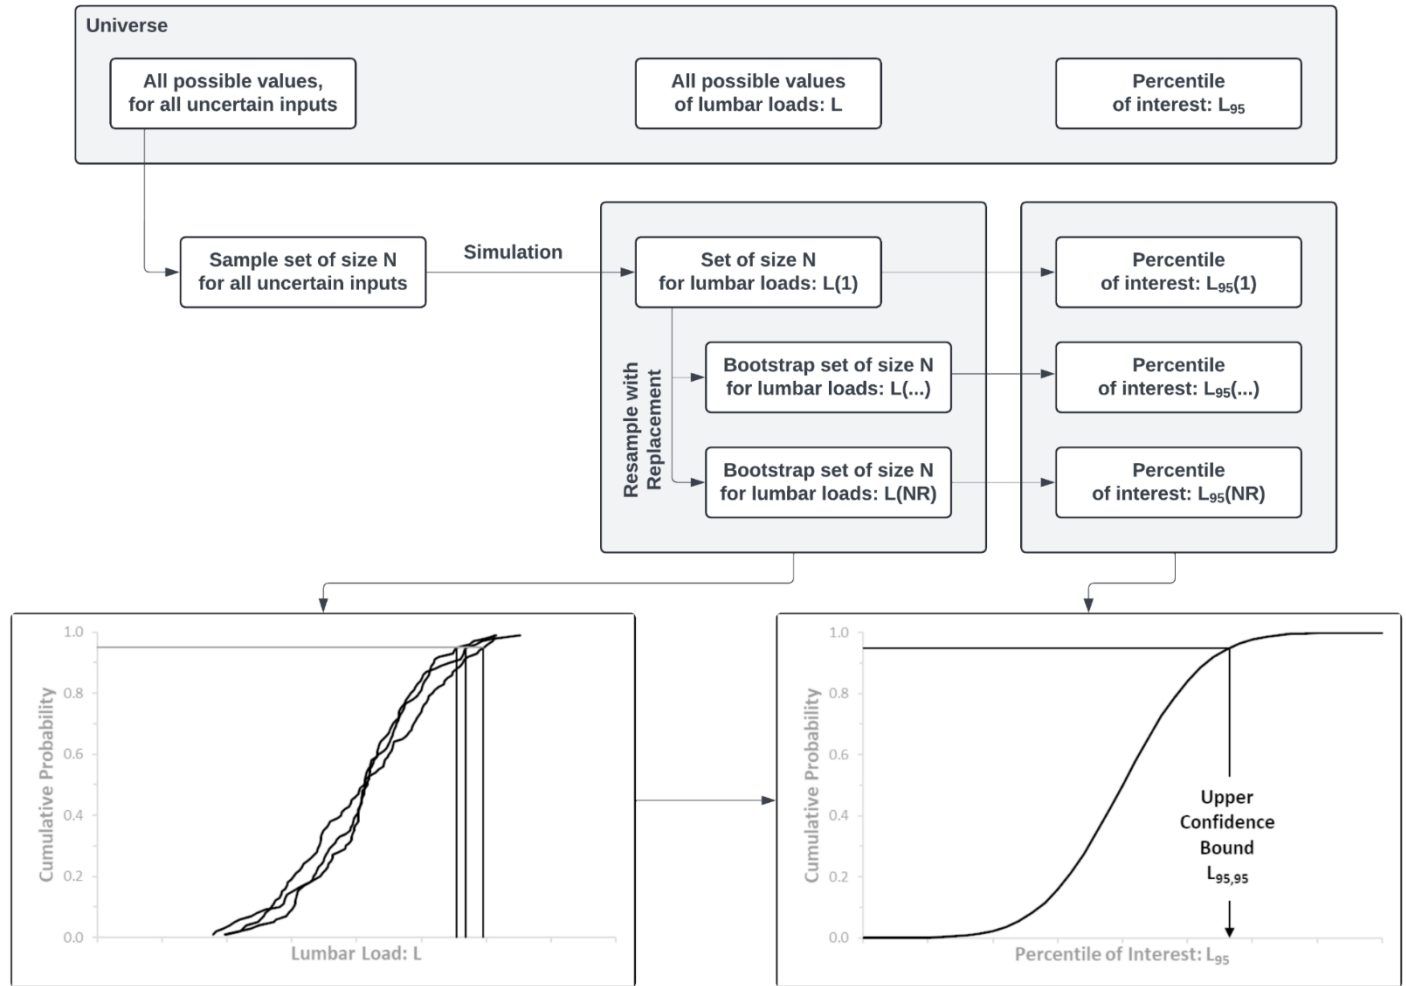 Universe
All possible values,
for all uncertain inputs
All possible values
of lumbar loads: L
Percentile
of interest: L₉₅
Sample set of size N
for all uncertain inputs
Simulation
Set of size N
for lumbar loads: L(1)
Percentile
of interest: L₉₅(1)
Resample with
Replacement
Bootstrap set of size N
for lumbar loads: L(...)
Percentile
of interest: L₉₅(...)
Bootstrap set of size N
for lumbar loads: L(NR)
Percentile
of interest: L₉₅(NR)
Cumulative Probability
1.0
0.8
0.6
0.4
0.2
0.0
Lumbar Load: L
Cumulative Probability
1.0
0.8
0.6
0.4
0.2
0.0
Upper
Confidence
Bound
L₉₅,₉₅
Percentile of Interest: L₉₅